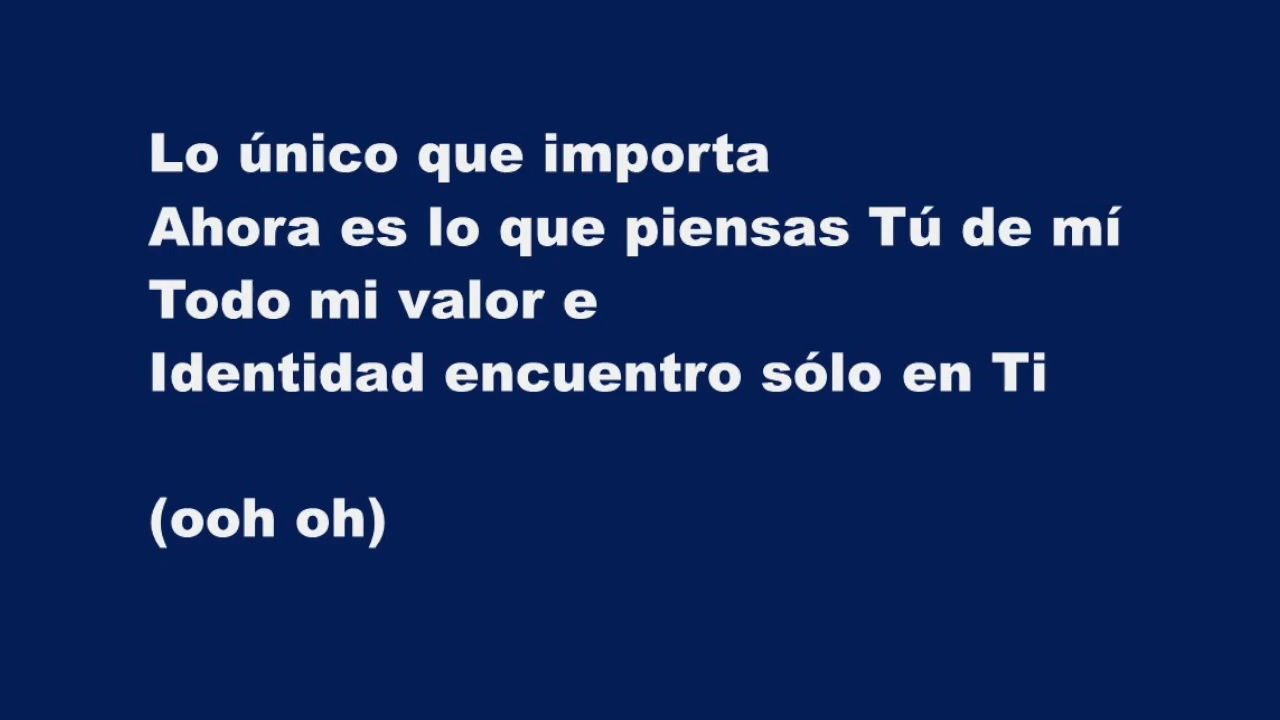 Lo único que importa
Ahora es lo que piensas Tú de mí
Todo mi valor e
Identidad encuentro sólo en Ti
(ooh oh)